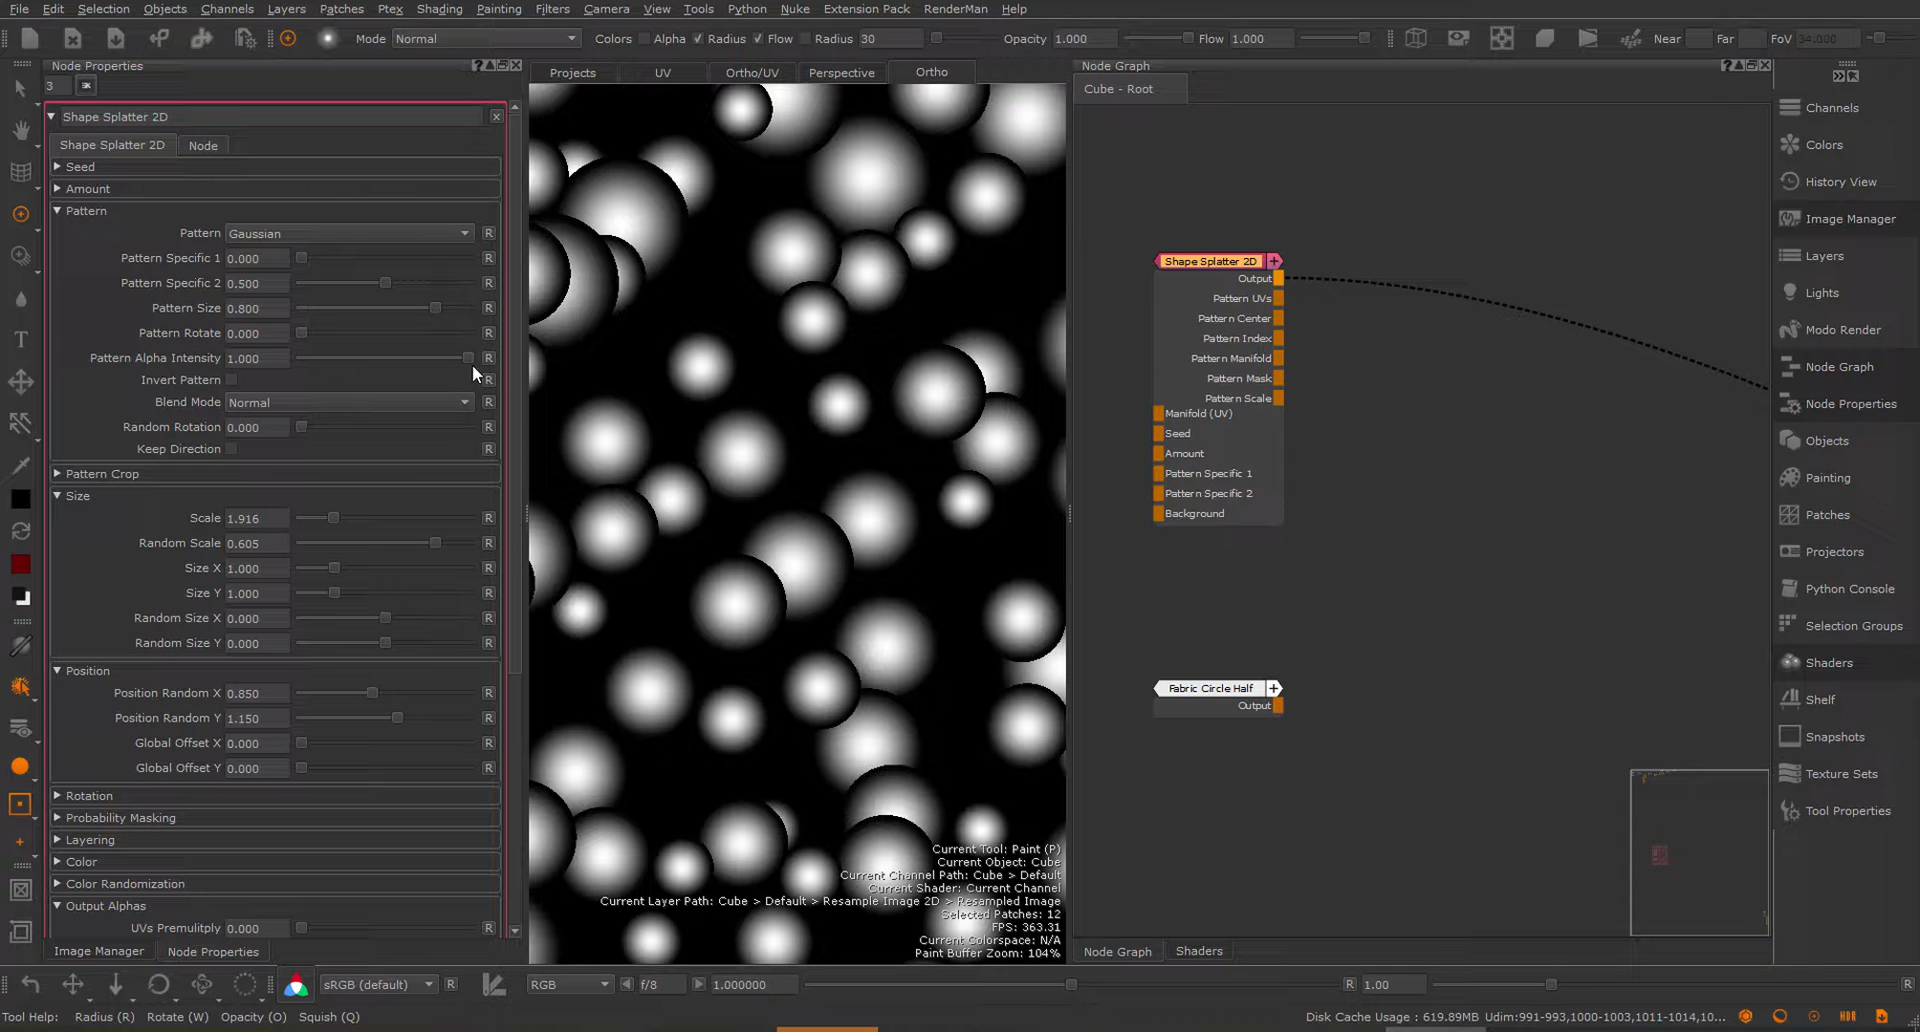 File Edit Selection Objects Channels Layers Patches Ptex Shading Painting Filters Camera View Tools Python Nuke Extension Pack RenderMan Help
Mode Normal Colors Alpha Radius Flow Radius 30 Opacity 1.000 Flow 1.000 Near Far FoV 34.000
Node Properties
3
Shape Splatter 2D
Shape Splatter 2D Node
Seed
Amount
Pattern
Pattern Gaussian R
Pattern Specific 1 0.000 R
Pattern Specific 2 0.500 R
Pattern Size 0.800 R
Pattern Rotate 0.000 R
Pattern Alpha Intensity 1.000 R
Invert Pattern R
Blend Mode Normal R
Random Rotation 0.000 R
Keep Direction R
Pattern Crop
Size
Scale 1.916 R
Random Scale 0.605 R
Size X 1.000 R
Size Y 1.000 R
Random Size X 0.000 R
Random Size Y 0.000 R
Position
Position Random X 0.850 R
Position Random Y 1.150 R
Global Offset X 0.000 R
Global Offset Y 0.000 R
Rotation
Probability Masking
Layering
Color
Color Randomization
Output Alphas
UVs Premulitply 0.000 R
Image Manager Node Properties
Projects UV Ortho/UV Perspective Ortho
Current Tool: Paint (P)
Current Object: Cube
Current Channel Path: Cube > Default
Current Shader: Current Channel
Current Layer Path: Cube > Default > Resample Image 2D > Resampled Image
Selected Patches: 12
FPS: 363.31
Current Colorspace: N/A
Paint Buffer Zoom: 104%
Node Graph
Cube - Root
Shape Splatter 2D +
Output
Pattern UVs
Pattern Center
Pattern Index
Pattern Manifold
Pattern Mask
Pattern Scale
Manifold (UV)
Seed
Amount
Pattern Specific 1
Pattern Specific 2
Background
Fabric Circle Half +
Output
Node Graph Shaders
Channels
Colors
History View
Image Manager
Layers
Lights
Modo Render
Node Graph
Node Properties
Objects
Painting
Patches
Projectors
Python Console
Selection Groups
Shaders
Shelf
Snapshots
Texture Sets
Tool Properties
sRGB (default) R RGB f/8 1.000000 R 1.00 R
Tool Help: Radius (R) Rotate (W) Opacity (O) Squish (Q)
Disk Cache Usage : 619.89MB Udim:991-993,1000-1003,1011-1014,10... HDR